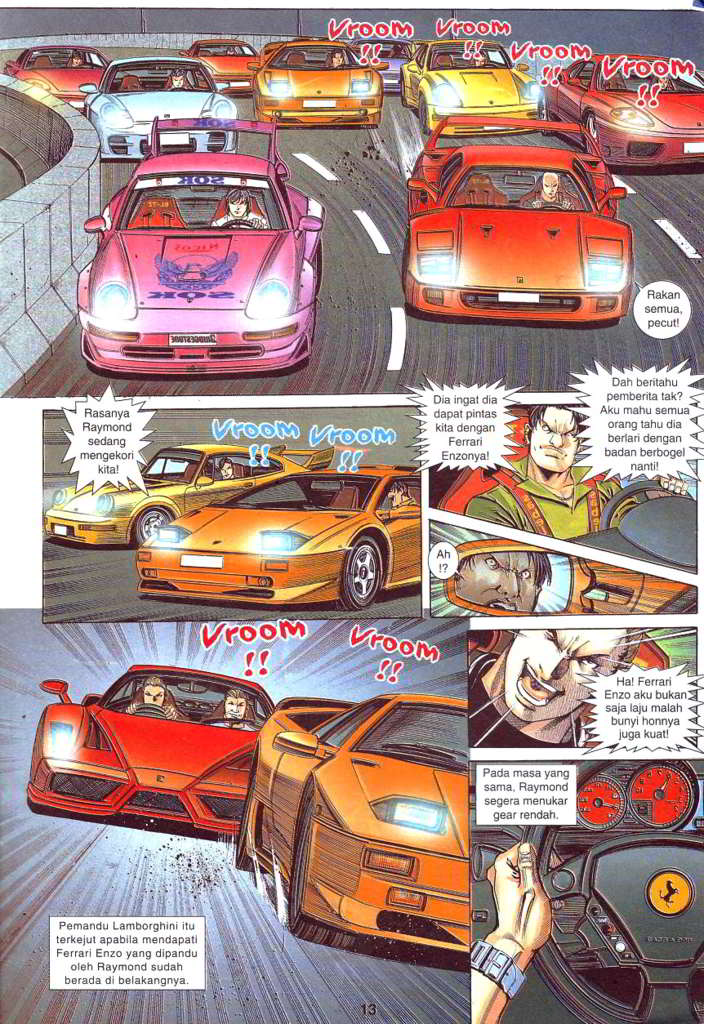 Vroom
!!
Vroom
!!
Vroom
!!
Vroom
!!
SOK
SOK
SOK
BRIDGESTONE
Rakan
semua,
pecut!
Rasanya
Raymond
sedang
mengekori
kita!
Vroom
!!
Vroom
!!
Dia ingat dia
dapat pintas
kita dengan
Ferrari
Enzonya!
Dah beritahu
pemberita tak?
Aku mahu semua
orang tahu dia
berlari dengan
badan berbogel
nanti!
Ah
!?
Vroom
!!
Vroom
!!
Ha! Ferrari
Enzo aku bukan
saja laju malah
bunyi honnya
juga kuat!
Pada masa yang
sama, Raymond
segera menukar
gear rendah.
Pemandu Lamborghini itu
terkejut apabila mendapati
Ferrari Enzo yang dipandu
oleh Raymond sudah
berada di belakangnya.
13